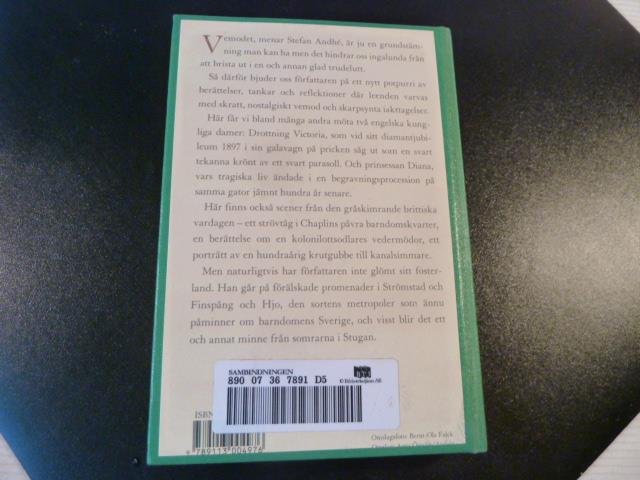 Vemodet, menar Stefan Andhé, är ju en grundstäm-
ning man kan ha men det hindrar oss ingalunda från
att brista ut i en och annan glad trudelutt.
Så därför bjuder oss författaren på ett nytt potpurri av
berättelser, tankar och reflektioner där leenden varvas
med skratt, nostalgiskt vemod och skarpsynta iakttagelser.
Här får vi bland många andra möta två engelska kung-
liga damer: Drottning Victoria, som vid sitt diamantjubi-
leum 1897 i sin galavagn på pricken såg ut som en svart
tekanna krönt av ett svart parasoll. Och prinsessan Diana,
vars tragiska liv ändade i en begravningsprocession på
samma gator jämnt hundra år senare.
Här finns också scener från den gråskimrande brittiska
vardagen – ett strövtåg i Chaplins påvra barndomskvarter,
en berättelse om en kolonilottsodlares vedermödor, ett
porträtt av en hundraårig krutgubbe till kanalsimmare.
Men naturligtvis har författaren inte glömt sitt foster-
land. Han går på förälskade promenader i Strömstad och
Finspång och Hjo, den sortens metropoler som ännu
påminner om barndomens Sverige, och visst blir det ett
och annat minne från somrarna i Stugan.
SAMBINDNINGEN
890 07 36 7891 D5
© Bibliotekstjänst AB
ISBN
9 789113 004976
Omslagsfoto: Bernt-Ola Falck